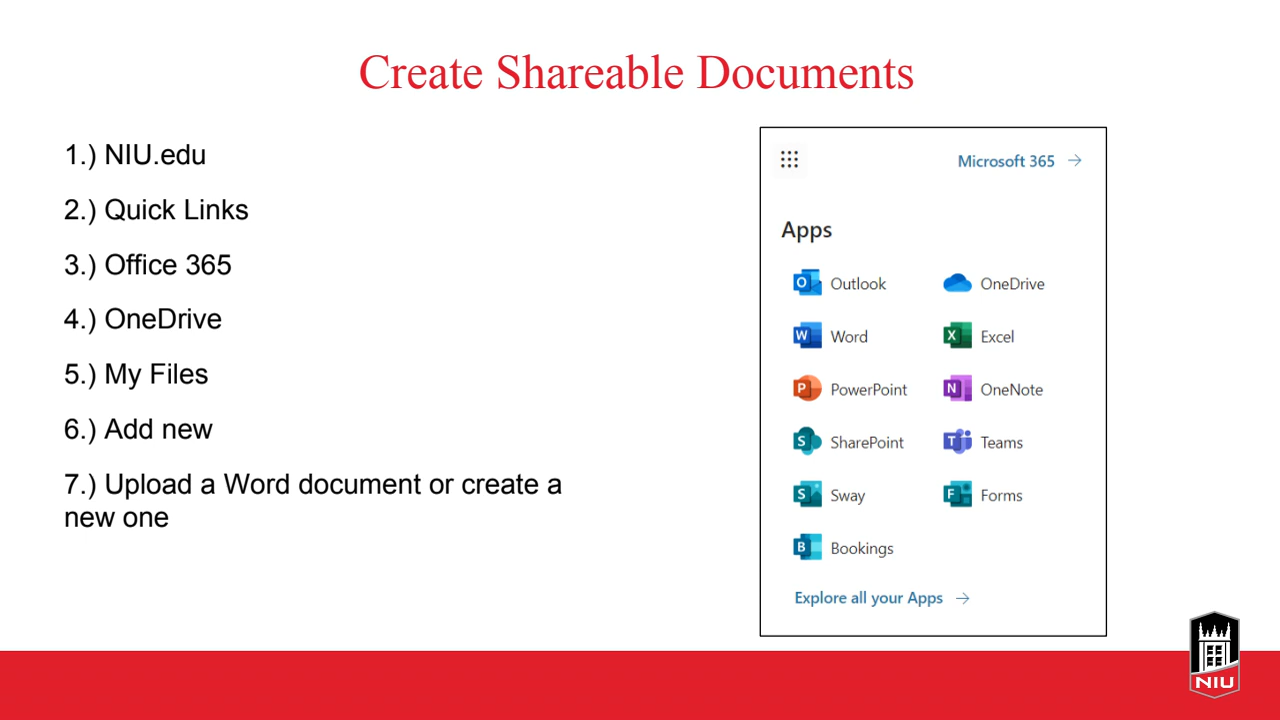 Create Shareable Documents
1.) NIU.edu
2.) Quick Links
3.) Office 365
4.) OneDrive
5.) My Files
6.) Add new
7.) Upload a Word document or create a
new one
Microsoft 365 →
Apps
O Outlook
OneDrive
W Word
X Excel
P PowerPoint
N OneNote
S SharePoint
T Teams
S Sway
F Forms
B Bookings
Explore all your Apps →
NIU